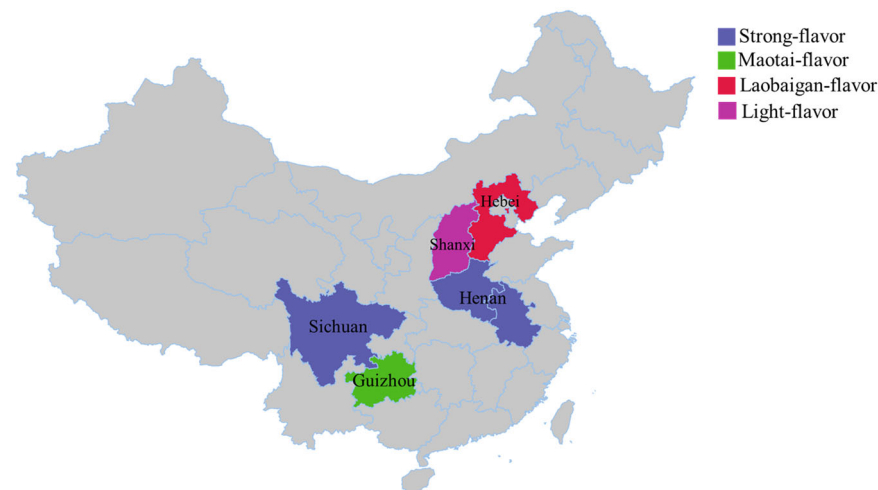 Strong-flavor
Maotai-flavor
Laobaigan-flavor
Light-flavor
Hebei
Shanxi
Henan
Sichuan
Guizhou